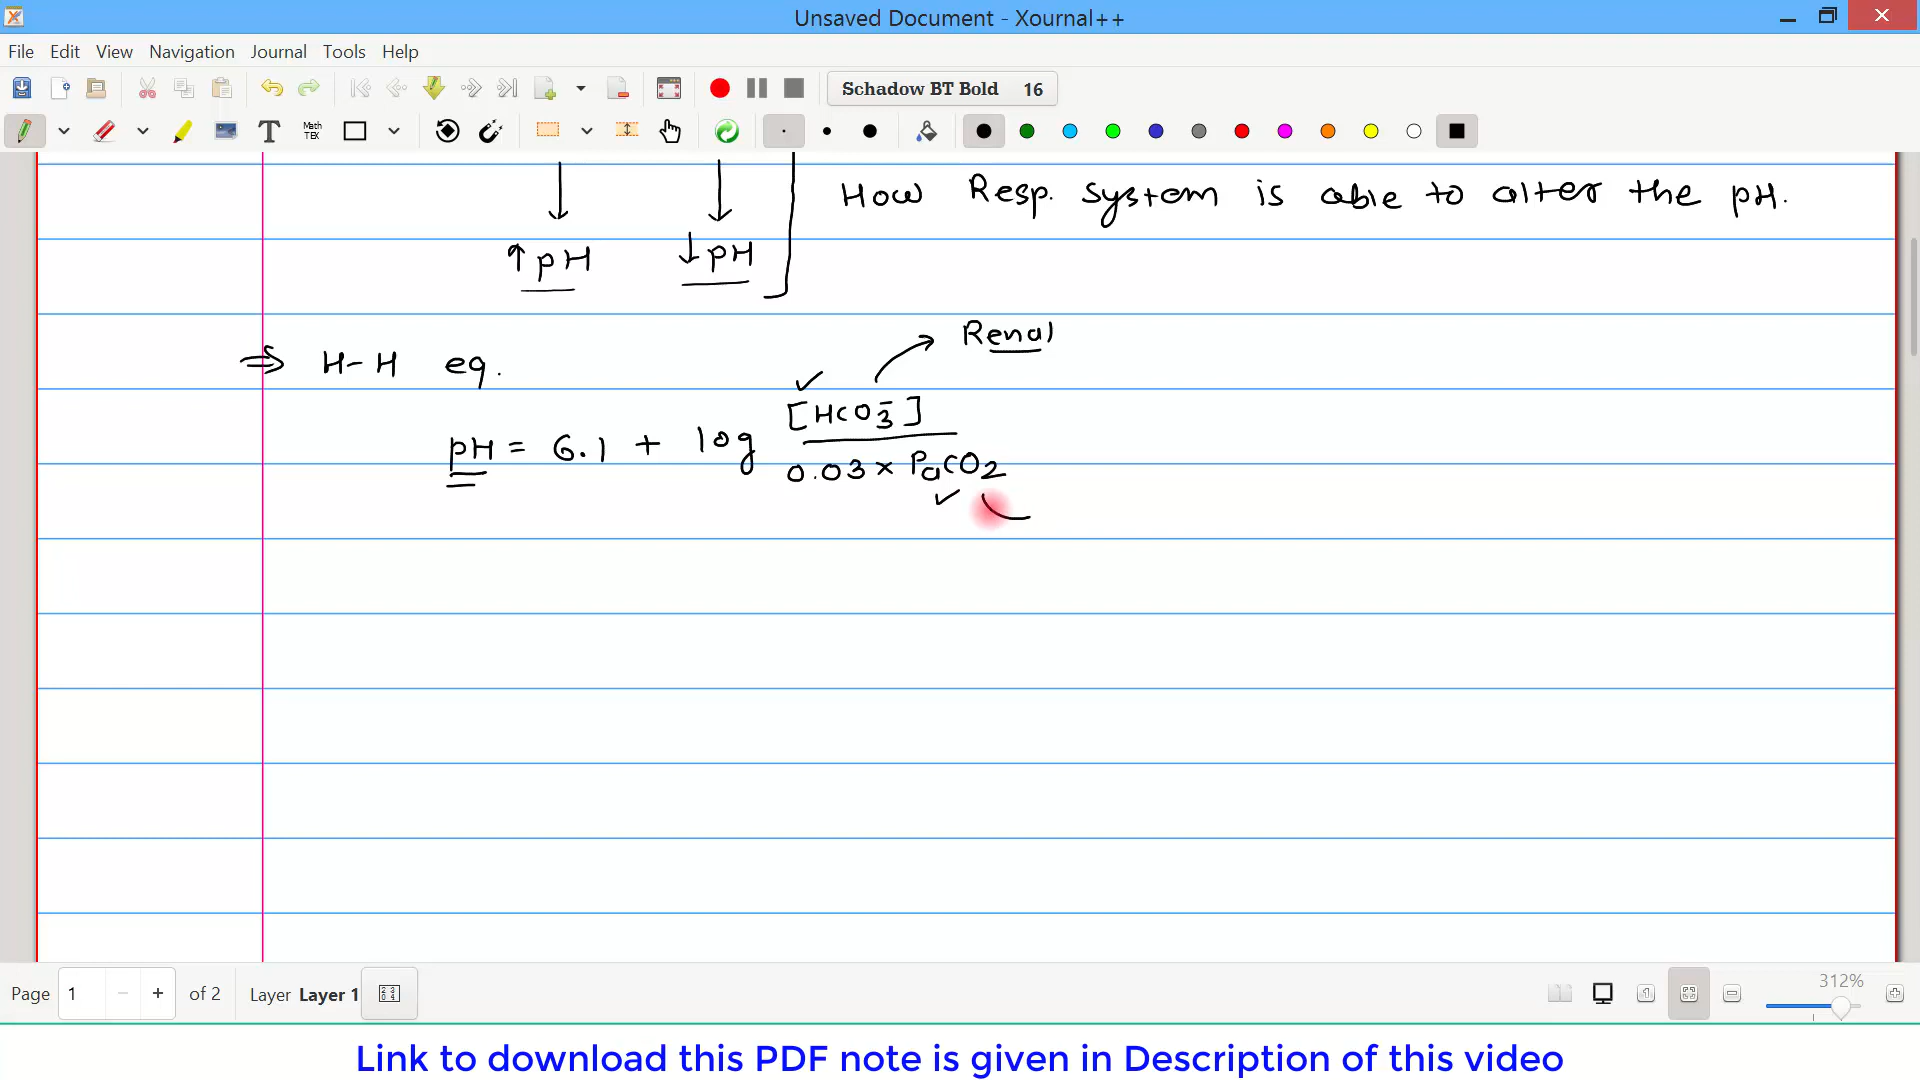 Unsaved Document - Xournal++
File Edit View Navigation Journal Tools Help
Schadow BT Bold 16
Math TEX
How Resp. system is able to alter the pH.
↑ pH ↓ pH
Renal
⇒ H-H eq.
[HCO3-]
pH = 6.1 + log
0.03 × PaCO2
Page 1 of 2 Layer Layer 1 312%
Link to download this PDF note is given in Description of this video